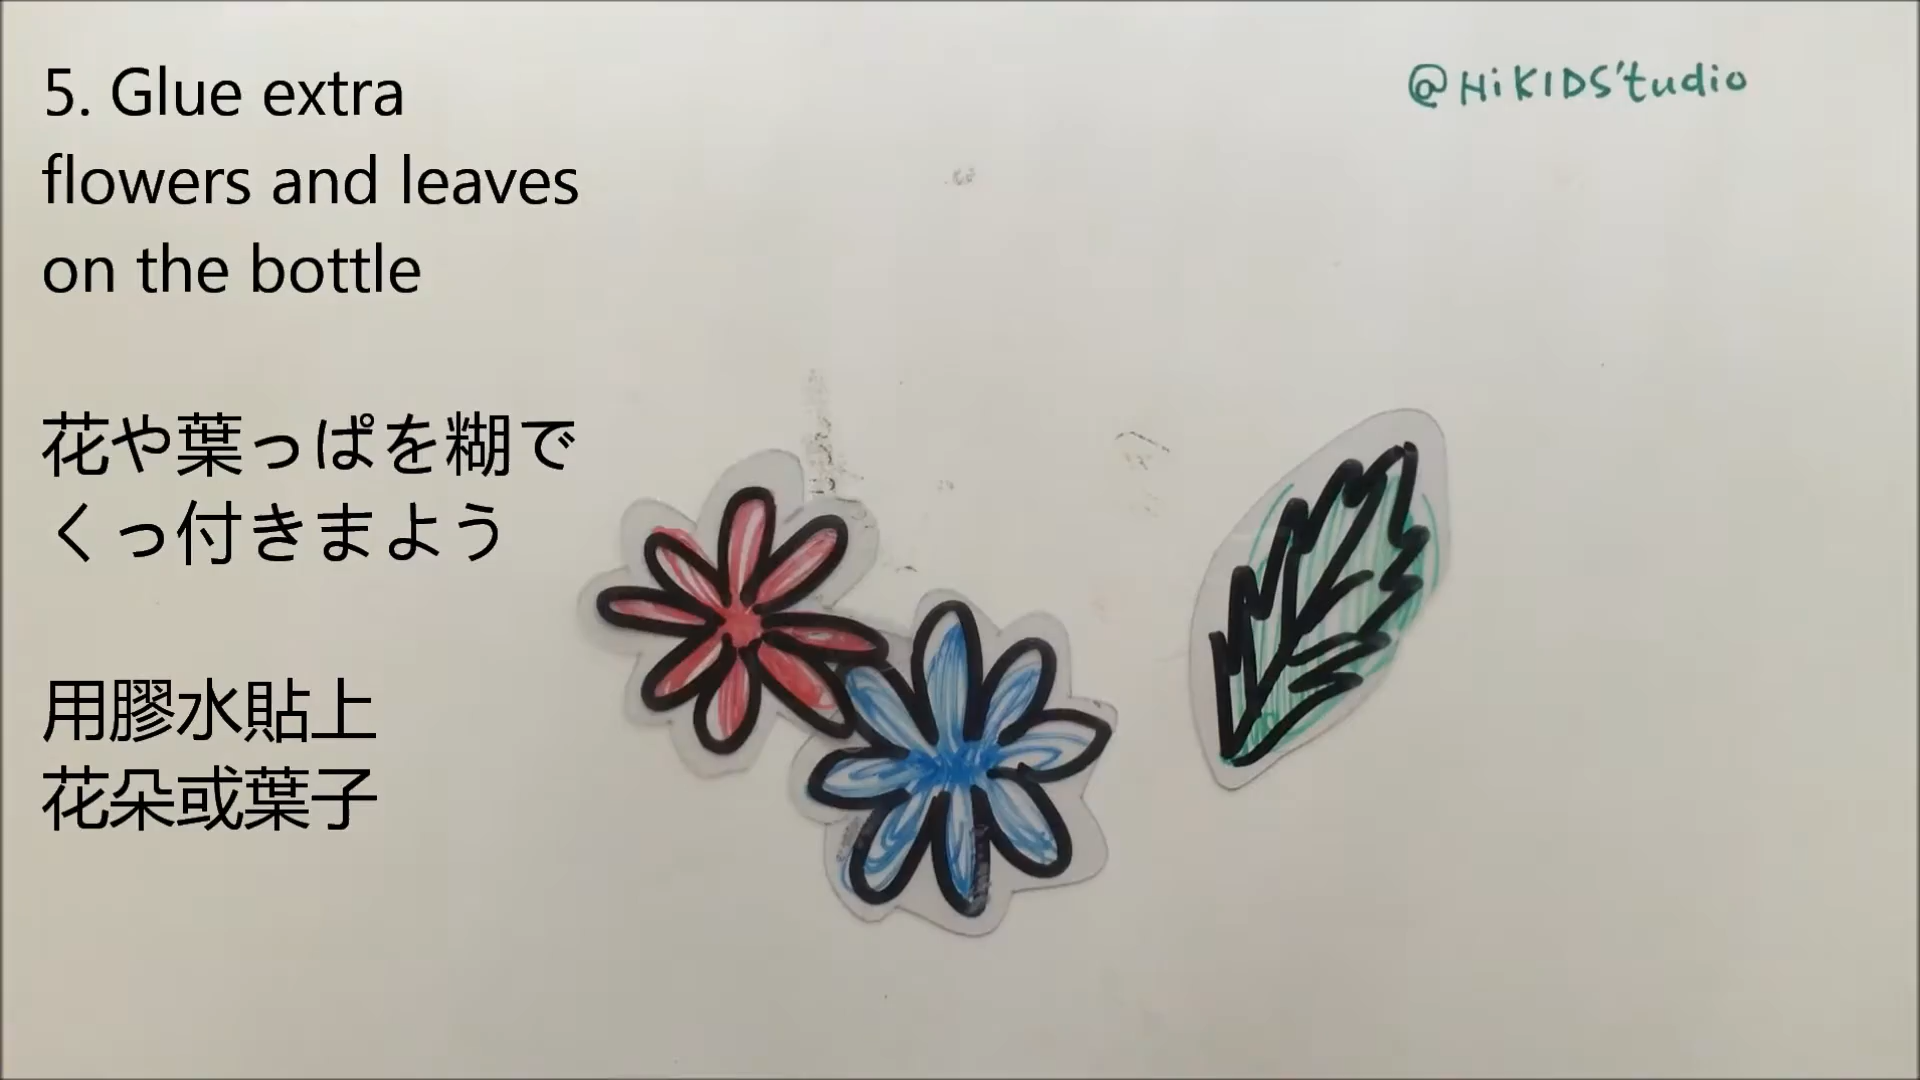 5. Glue extra
flowers and leaves
on the bottle
花や葉っぱを糊で
くっ付きまよう
用膠水貼上
花朵或葉子
@HiKIDS'tudio